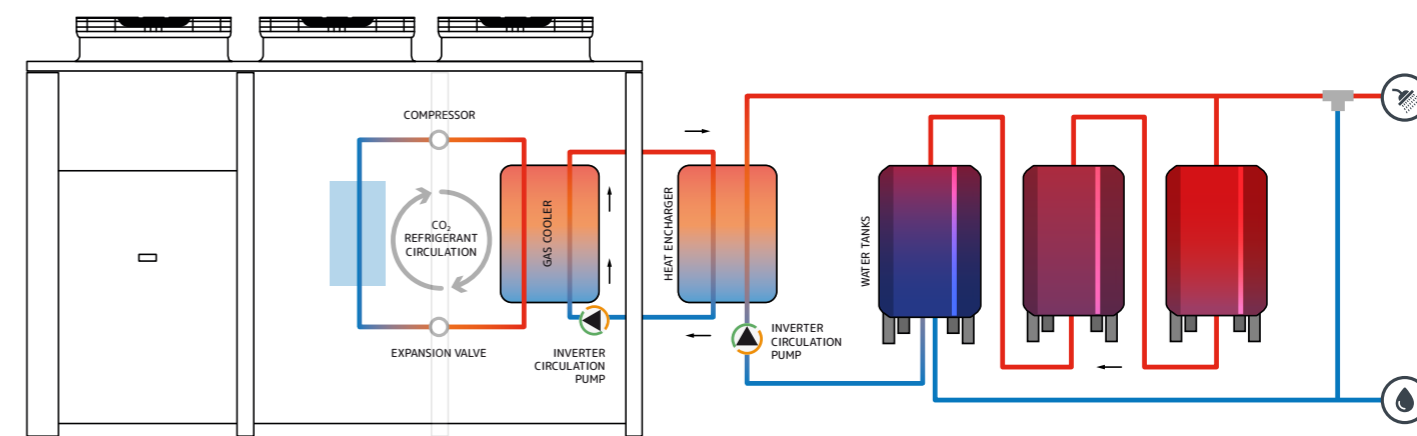 COMPRESSOR
CO₂
REFRIGERANT
CIRCULATION
EXPANSION VALVE
GAS COOLER
INVERTER
CIRCULATION
PUMP
HEAT ENCHARGER
INVERTER
CIRCULATION
PUMP
WATER TANKS